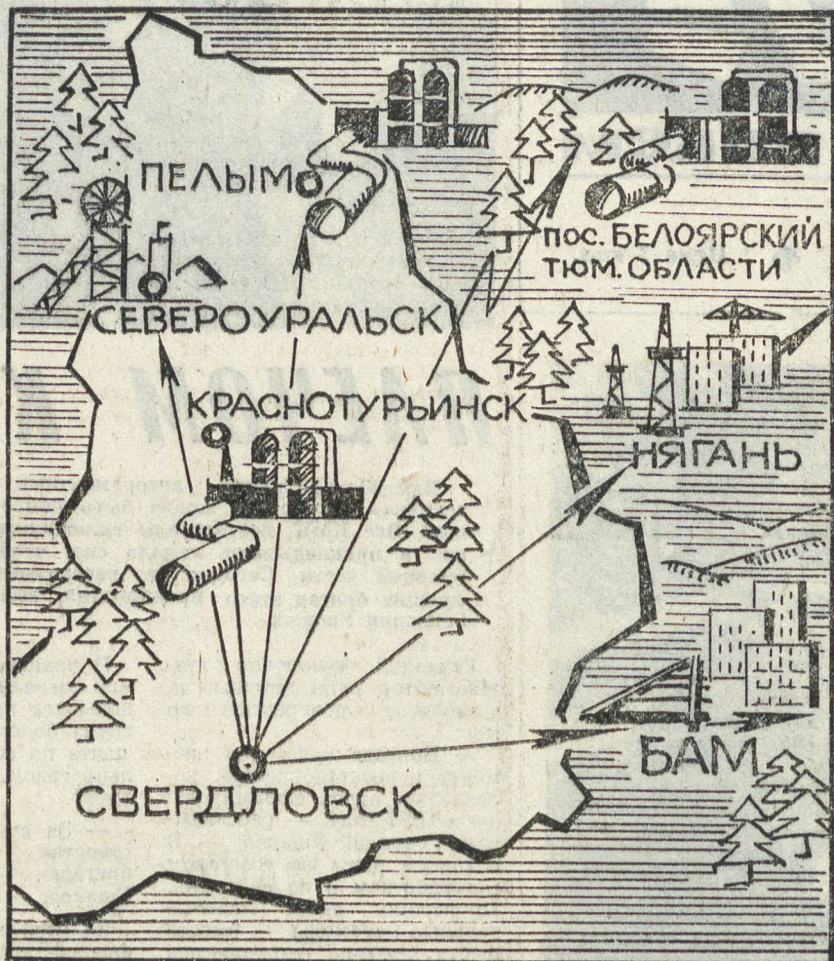 ПЕЛЫМ
пос. БЕЛОЯРСКИЙ
тюм. ОБЛАСТИ
СЕВЕРОУРАЛЬСК
КРАСНОТУРЬИНСК
НЯГАНЬ
БАМ
СВЕРДЛОВСК